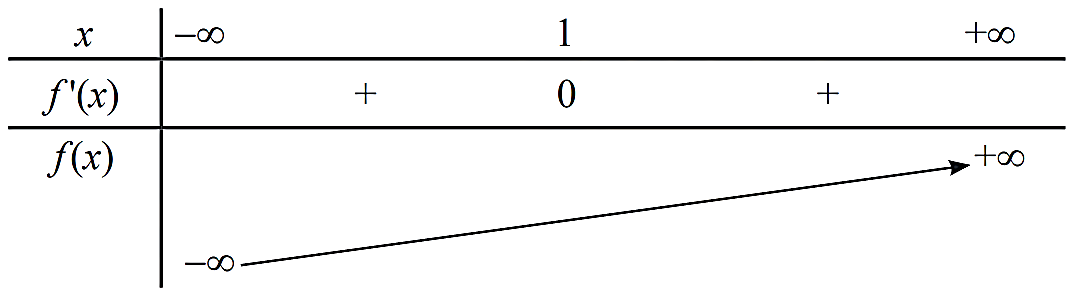 x −∞ 1 +∞
f'(x) + 0 +
f(x) +∞
−∞